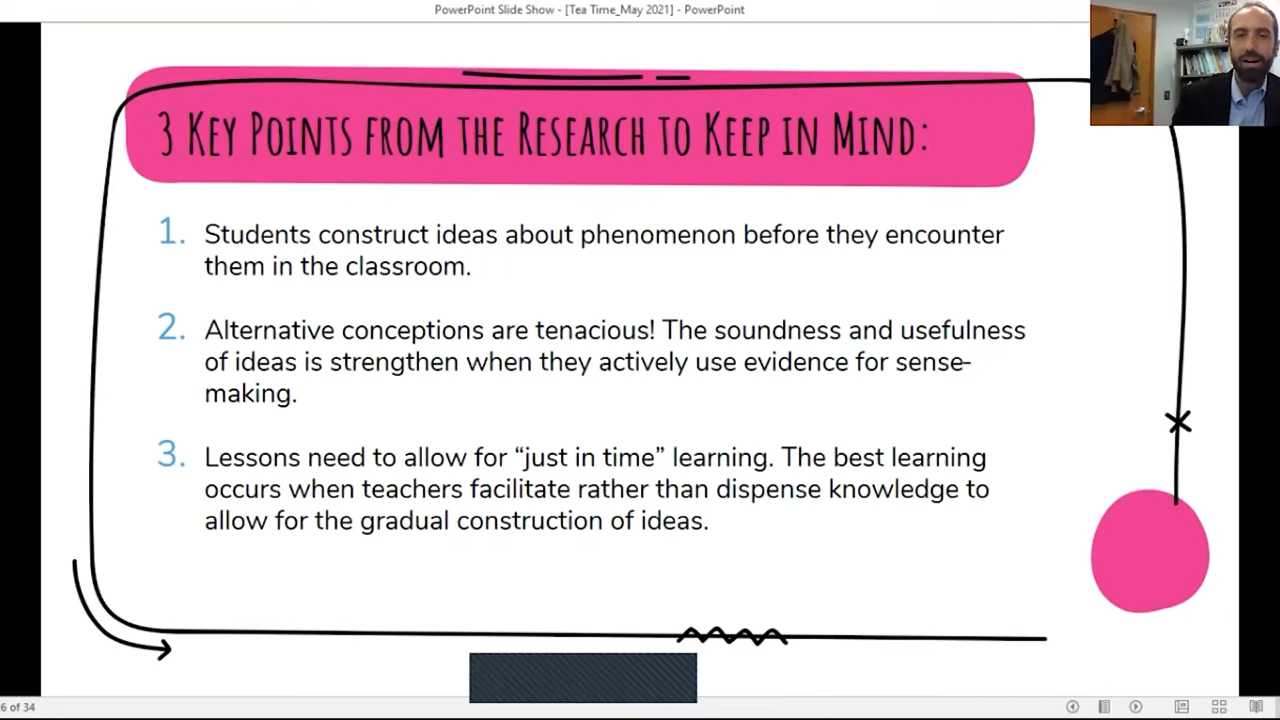 PowerPoint Slide Show - [Tea Time_May 2021] - PowerPoint
3 Key Points from the Research to Keep in Mind:
1. Students construct ideas about phenomenon before they encounter
them in the classroom.
2. Alternative conceptions are tenacious! The soundness and usefulness
of ideas is strengthen when they actively use evidence for sense-
making.
3. Lessons need to allow for “just in time” learning. The best learning
occurs when teachers facilitate rather than dispense knowledge to
allow for the gradual construction of ideas.
6 of 34